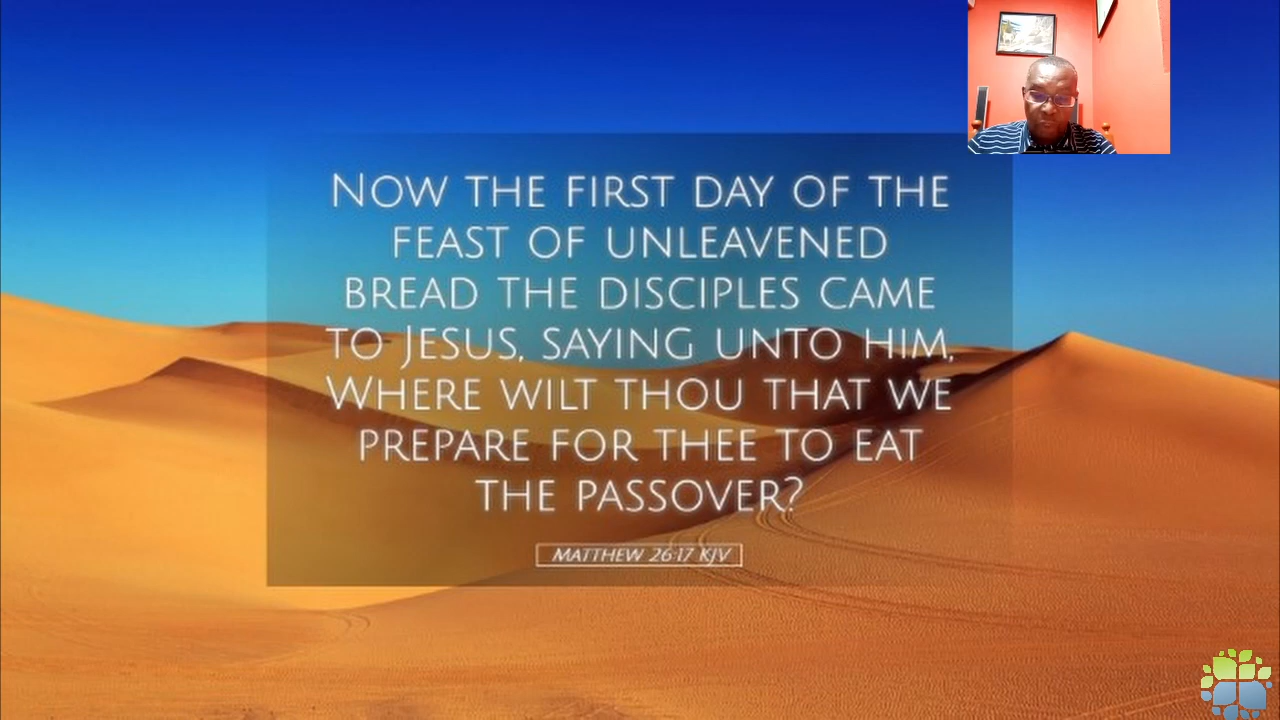 Now the first day of the
feast of unleavened
bread the disciples came
to Jesus, saying unto him,
Where wilt thou that we
prepare for thee to eat
the passover?
MATTHEW 26:17 KJV